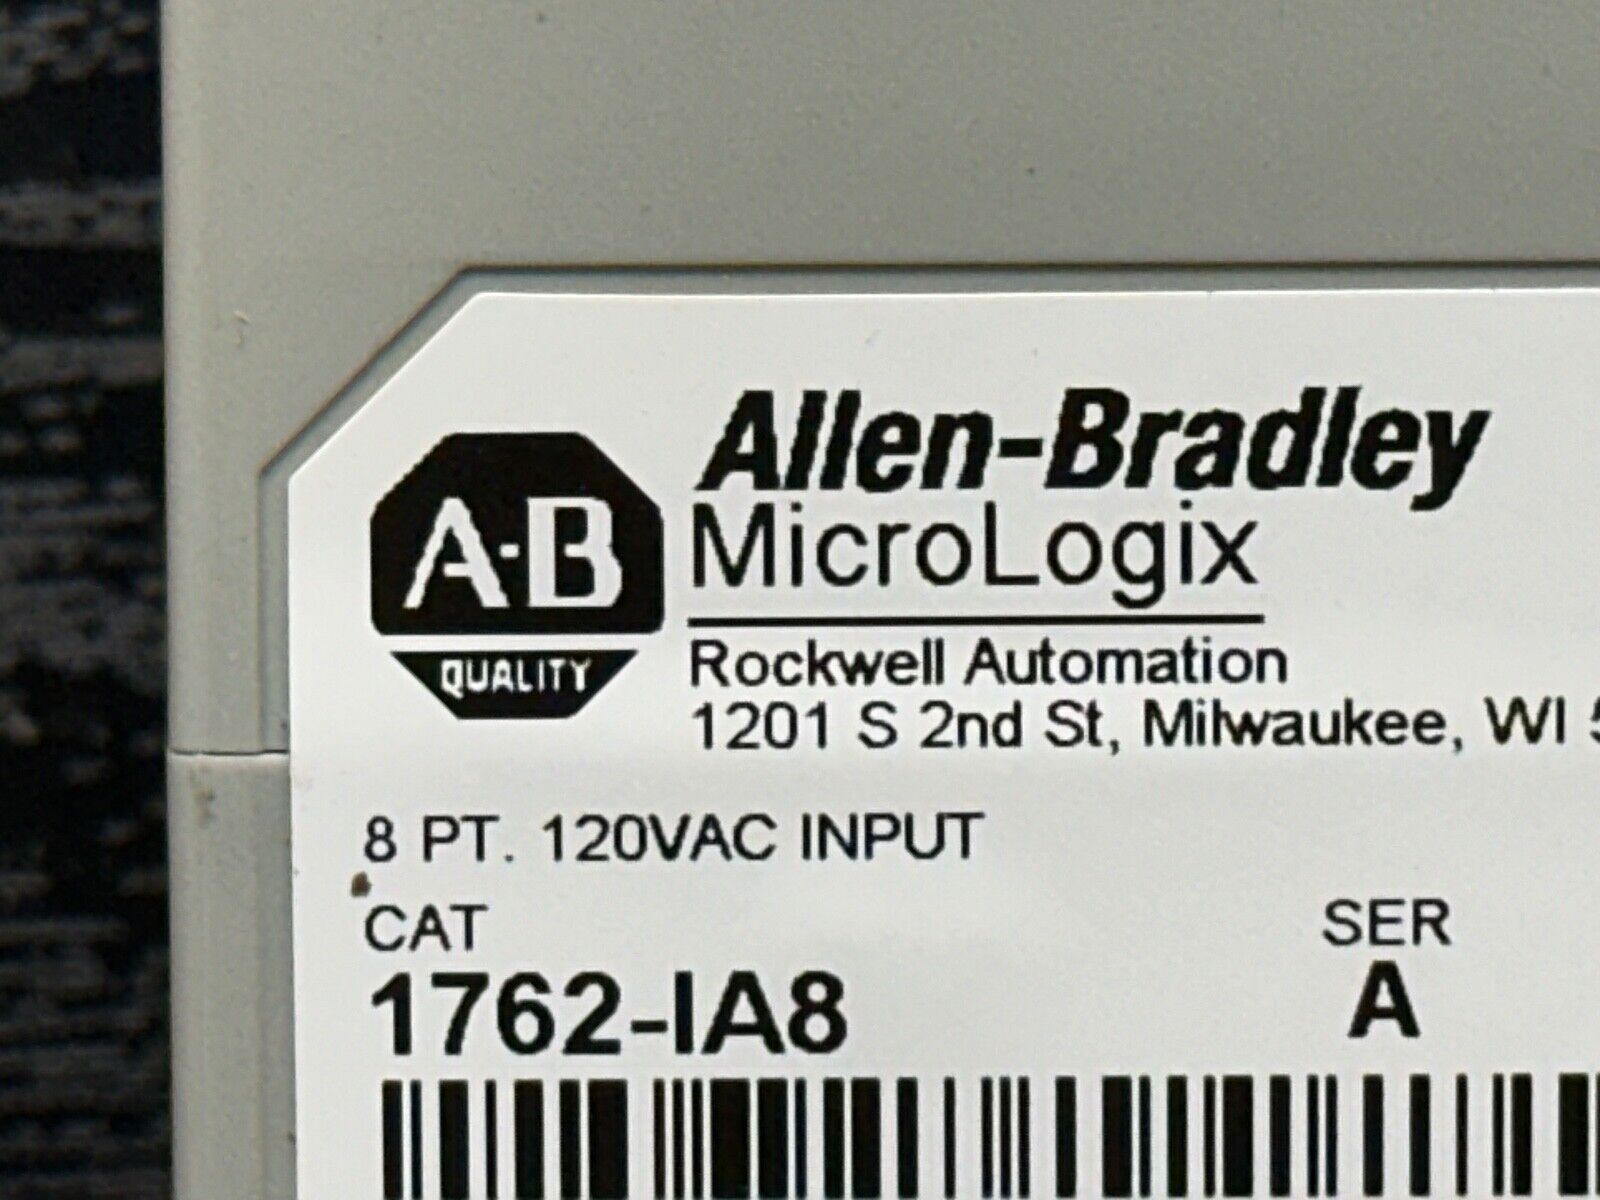 Allen-Bradley
A-B
QUALITY
MicroLogix
Rockwell Automation
1201 S 2nd St, Milwaukee, WI
8 PT. 120VAC INPUT
CAT
SER
1762-IA8
A